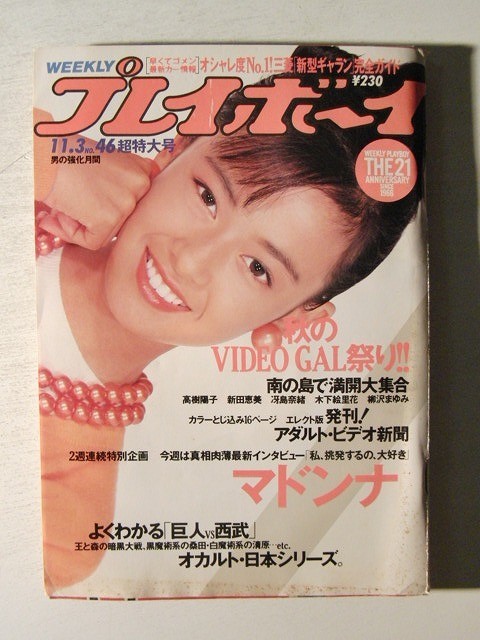 WEEKLY
[早くてゴメン 最新カー情報] オシャレ度No.1!三菱「新型ギャラン」完全ガイド
¥230
プレイボーイ
11.3 NO.46 超特大号
男の強化月間
WEEKLY PLAYBOY
THE 21
ANNIVERSARY
SINCE
1966
秋の
VIDEO GAL祭り!!
南の島で満開大集合
高樹陽子 新田恵美 冴島奈緒 木下絵里花 柳沢まゆみ
カラーとじ込み16ページ エレクト版 発刊!
アダルト・ビデオ新聞
2週連続特別企画 今週は真相肉薄最新インタビュー「私、挑発するの、大好き」
マドンナ
よくわかる「巨人vs西武」
王と森の暗黒大戦、黒魔術系の桑田・白魔術系の清原…etc.
オカルト・日本シリーズ。